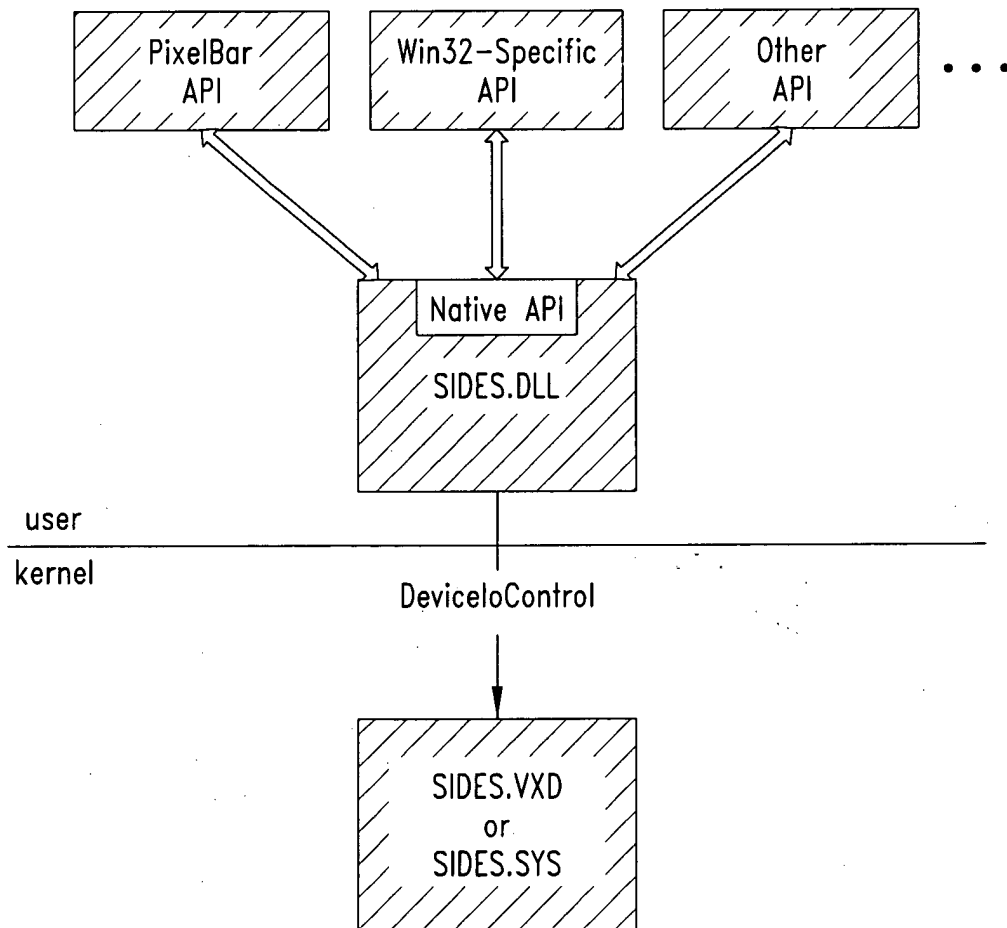 PixelBar
API
Win32-Specific
API
Other
API
• • •
Native API
SIDES.DLL
user
kernel
DeviceIoControl
SIDES.VXD
or
SIDES.SYS